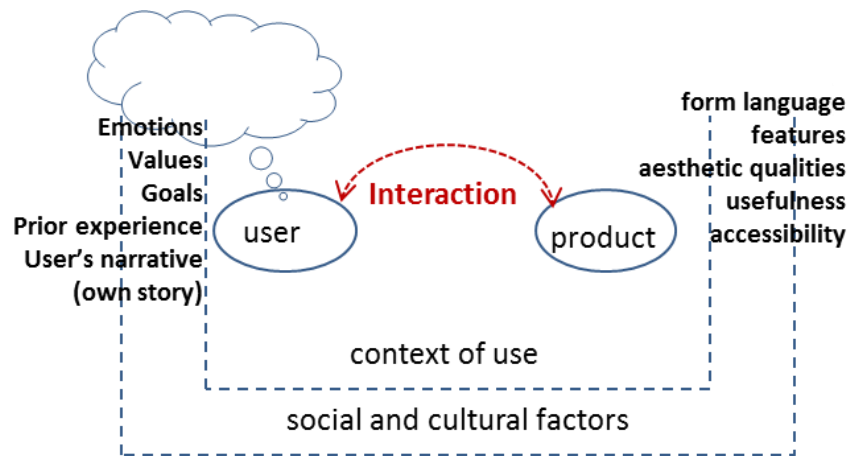 Emotions
Values
Goals
Prior experience
User’s narrative
(own story)
user
Interaction
product
form language
features
aesthetic qualities
usefulness
accessibility
context of use
social and cultural factors